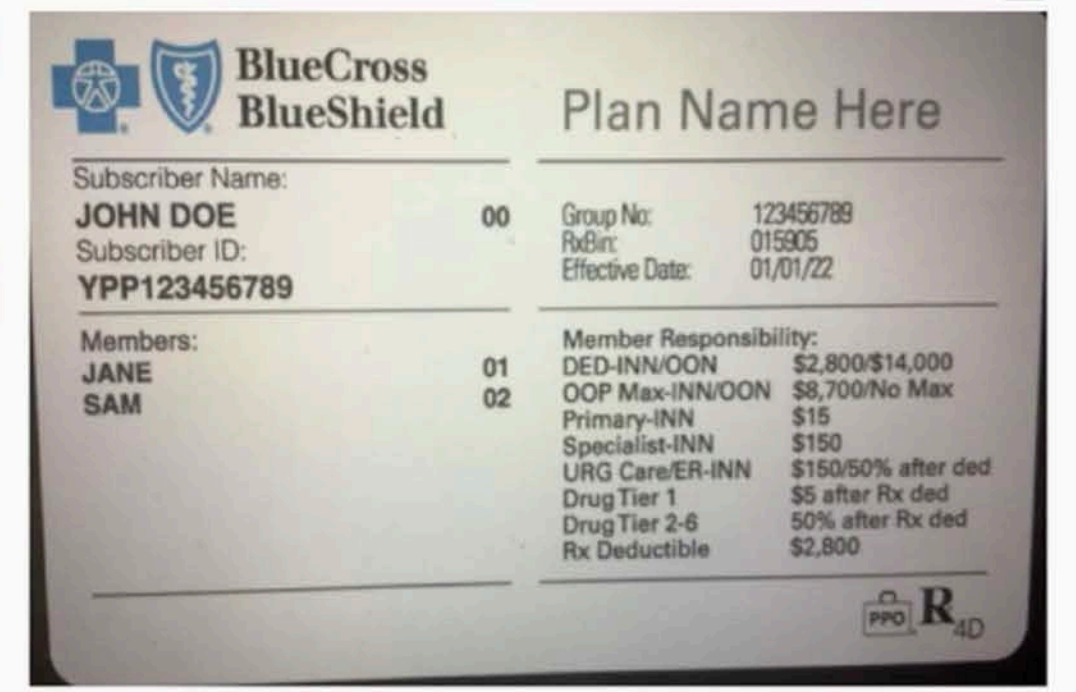 BlueCross
BlueShield
Plan Name Here
Subscriber Name:
JOHN DOE 00
Subscriber ID:
YPP123456789
Group No: 123456789
RxBin: 015905
Effective Date: 01/01/22
Members:
JANE 01
SAM 02
Member Responsibility:
DED-INN/OON $2,800/$14,000
OOP Max-INN/OON $8,700/No Max
Primary-INN $15
Specialist-INN $150
URG Care/ER-INN $150/50% after ded
Drug Tier 1 $5 after Rx ded
Drug Tier 2-6 50% after Rx ded
Rx Deductible $2,800
PPO R 4D